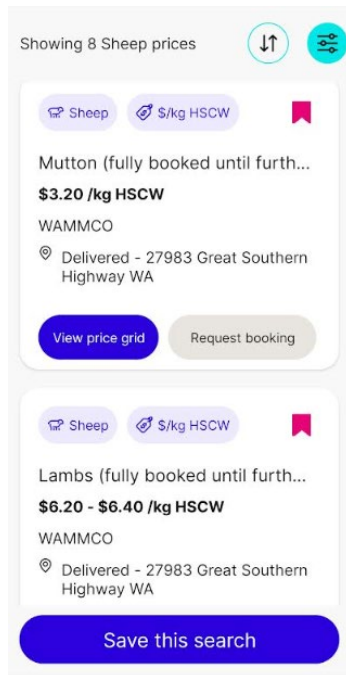 Showing 8 Sheep prices
Sheep
$/kg HSCW
Mutton (fully booked until furth...
$3.20 /kg HSCW
WAMMCO
Delivered - 27983 Great Southern
Highway WA
View price grid
Request booking
Sheep
$/kg HSCW
Lambs (fully booked until furth...
$6.20 - $6.40 /kg HSCW
WAMMCO
Delivered - 27983 Great Southern
Highway WA
Save this search